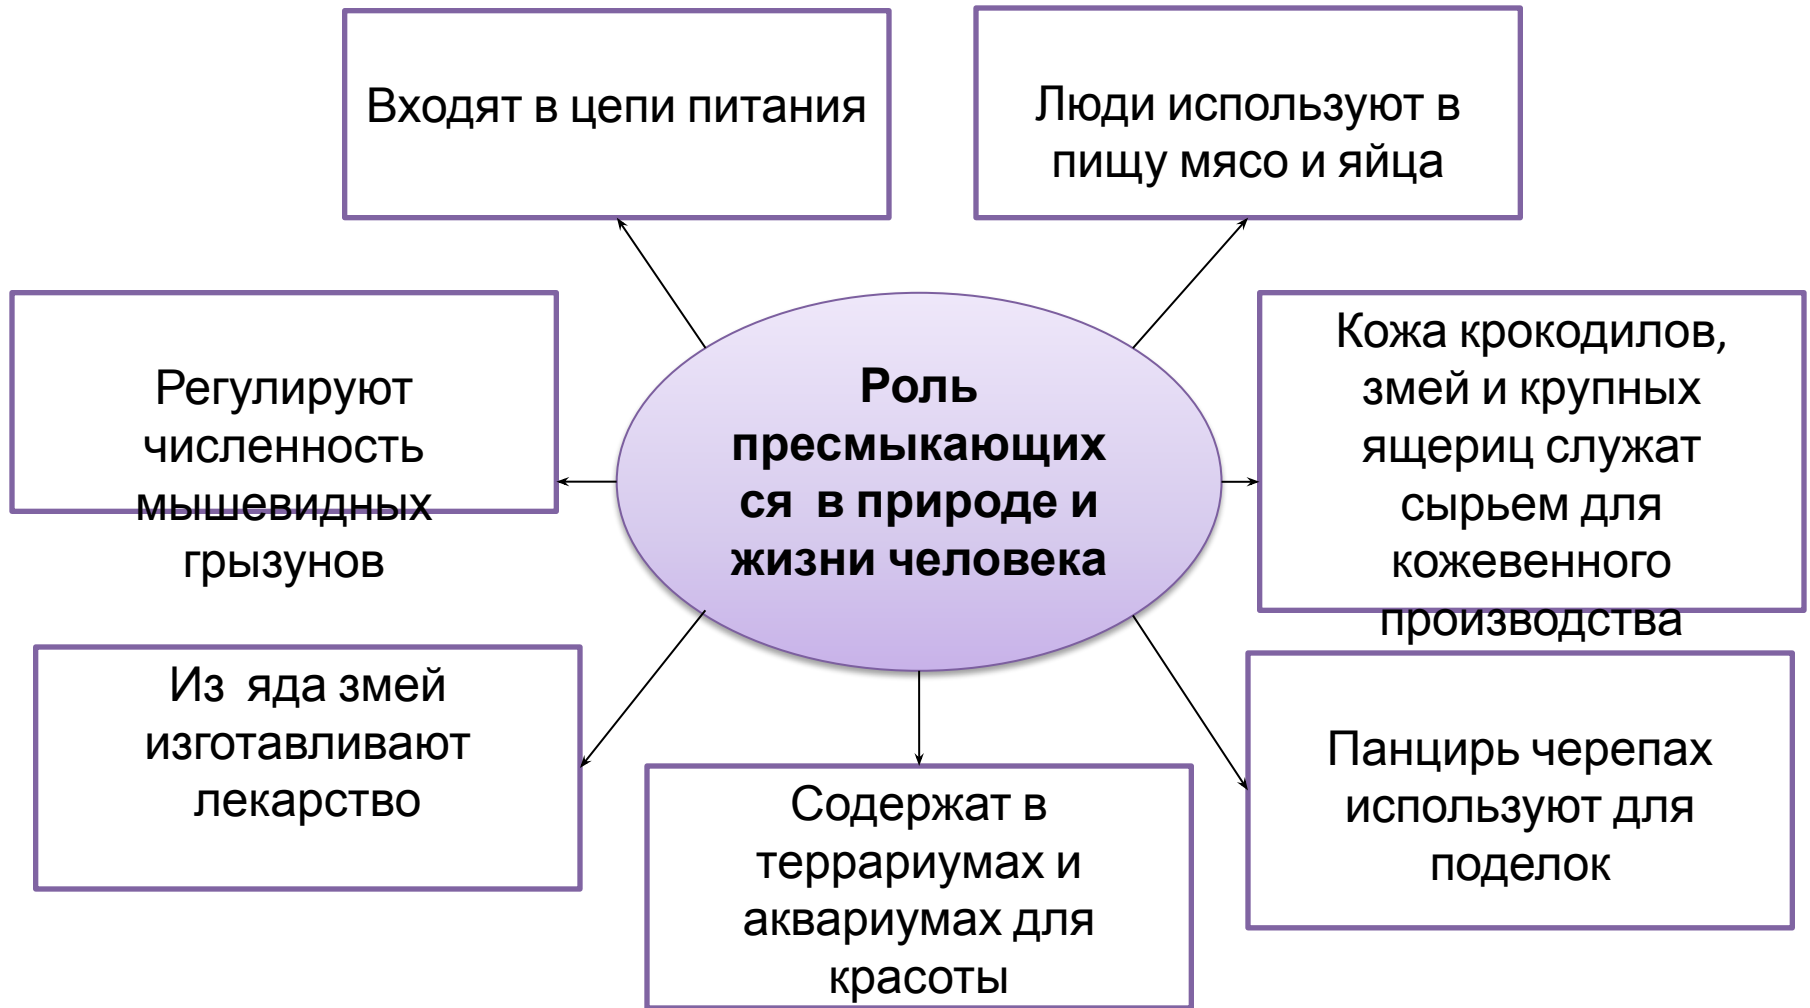 Входят в цепи питания
Люди используют в
пищу мясо и яйца
Регулируют
численность
мышевидных
грызунов
Роль
пресмыкающих
ся  в природе и
жизни человека
Кожа крокодилов,
змей и крупных
ящериц служат
сырьем для
кожевенного
производства
Из  яда змей
изготавливают
лекарство
Содержат в
террариумах и
аквариумах для
красоты
Панцирь черепах
используют для
поделок